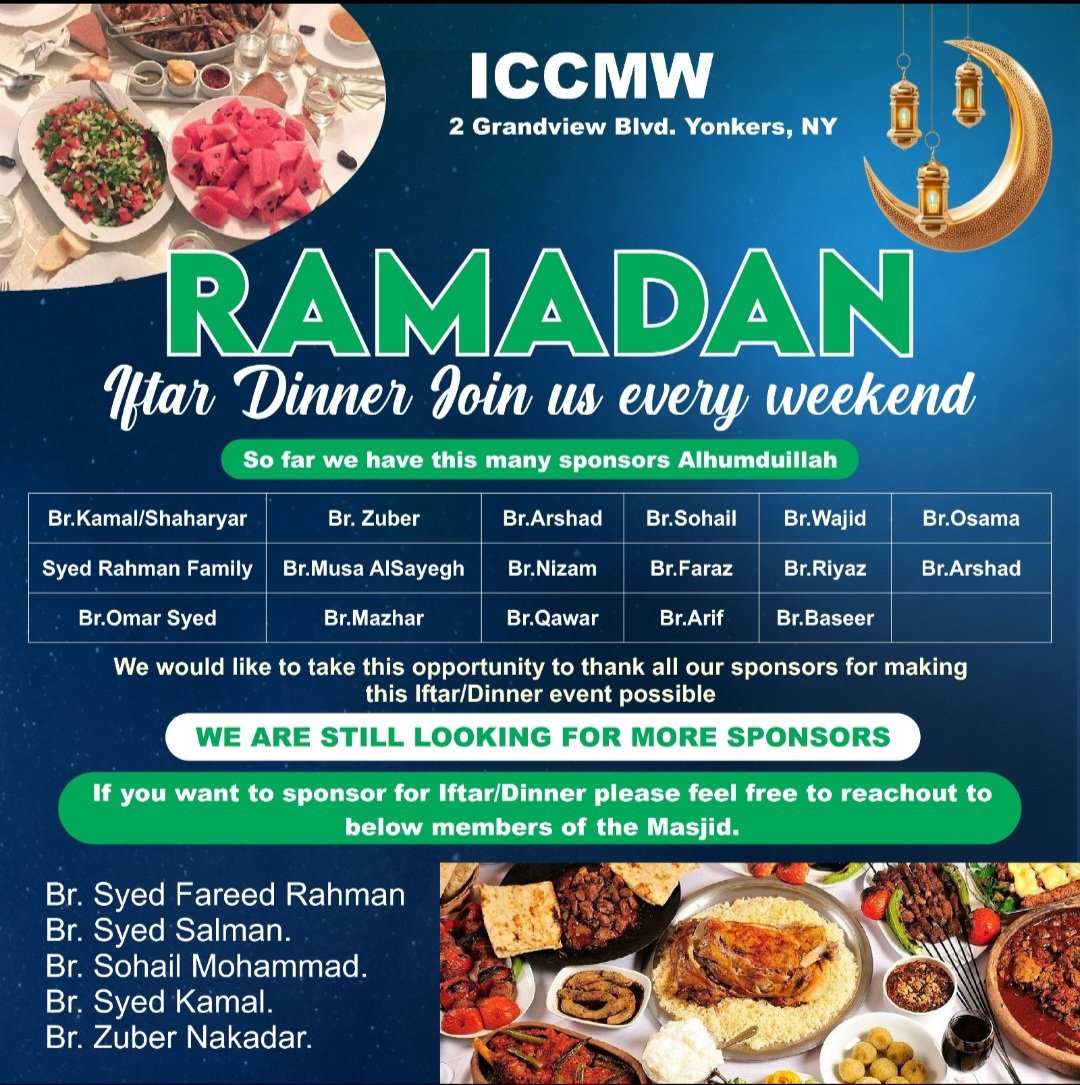 ICCMW
2 Grandview Blvd. Yonkers, NY
RAMADAN
Iftar Dinner Join us every weekend
So far we have this many sponsors Alhumduillah
Br.Kamal/Shaharyar Br. Zuber Br.Arshad Br.Sohail Br.Wajid Br.Osama
Syed Rahman Family Br.Musa AlSayegh Br.Nizam Br.Faraz Br.Riyaz Br.Arshad
Br.Omar Syed Br.Mazhar Br.Qawar Br.Arif Br.Baseer
We would like to take this opportunity to thank all our sponsors for making
this Iftar/Dinner event possible
WE ARE STILL LOOKING FOR MORE SPONSORS
If you want to sponsor for Iftar/Dinner please feel free to reachout to
below members of the Masjid.
Br. Syed Fareed Rahman
Br. Syed Salman.
Br. Sohail Mohammad.
Br. Syed Kamal.
Br. Zuber Nakadar.